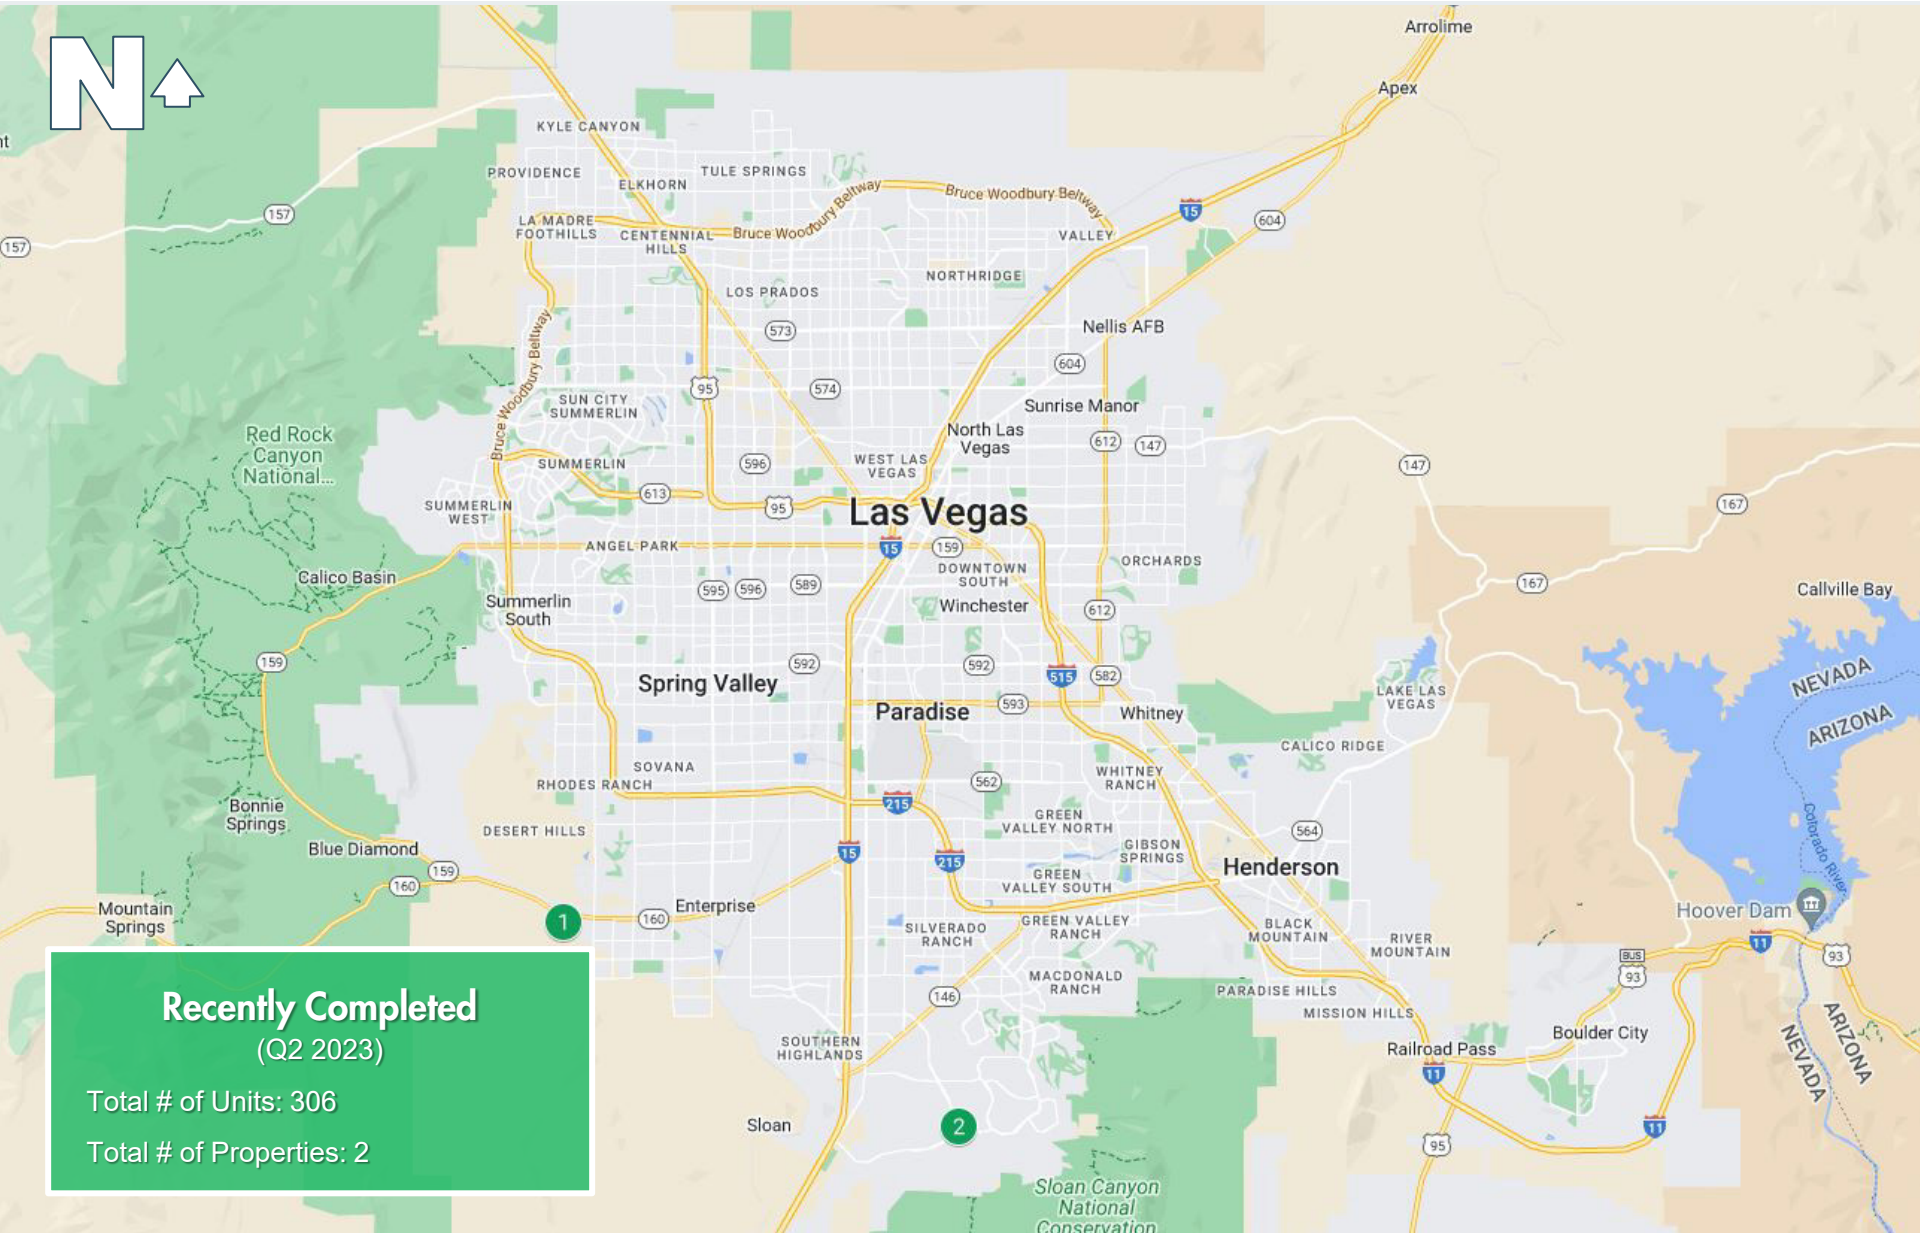 N
Arrolime
Apex
nt
KYLE CANYON
PROVIDENCE
ELKHORN
TULE SPRINGS
Bruce Woodbury Beltway
Bruce Woodbury Beltway
15
157
604
157
LA MADRE
FOOTHILLS
CENTENNIAL
HILLS
VALLEY
NORTHRIDGE
LOS PRADOS
573
Nellis AFB
Bruce Woodbury Beltway
604
95
574
SUN CITY
SUMMERLIN
Sunrise Manor
Red Rock
Canyon
National...
North Las
Vegas
612
147
147
SUMMERLIN
596
WEST LAS
VEGAS
613
95
SUMMERLIN
WEST
Las Vegas
167
ANGEL PARK
15
159
ORCHARDS
DOWNTOWN
SOUTH
Calico Basin
595
596
589
167
Callville Bay
Summerlin
South
Winchester
612
159
592
592
515
582
Spring Valley
NEVADA
ARIZONA
LAKE LAS
VEGAS
Paradise
593
Whitney
CALICO RIDGE
SOVANA
RHODES RANCH
562
WHITNEY
RANCH
215
Bonnie
Springs
DESERT HILLS
GREEN
VALLEY NORTH
564
Colorado River
Blue Diamond
15
215
GIBSON
SPRINGS
159
160
Henderson
GREEN
VALLEY SOUTH
Mountain
Springs
1
160
Enterprise
SILVERADO
RANCH
GREEN VALLEY
RANCH
BLACK
MOUNTAIN
RIVER
MOUNTAIN
Hoover Dam
11
BUS
93
93
MACDONALD
RANCH
146
PARADISE HILLS
MISSION HILLS
SOUTHERN
HIGHLANDS
Railroad Pass
Boulder City
NEVADA
ARIZONA
11
Sloan
2
95
11
Sloan Canyon
National
Conservation
Recently Completed
(Q2 2023)
Total # of Units: 306
Total # of Properties: 2